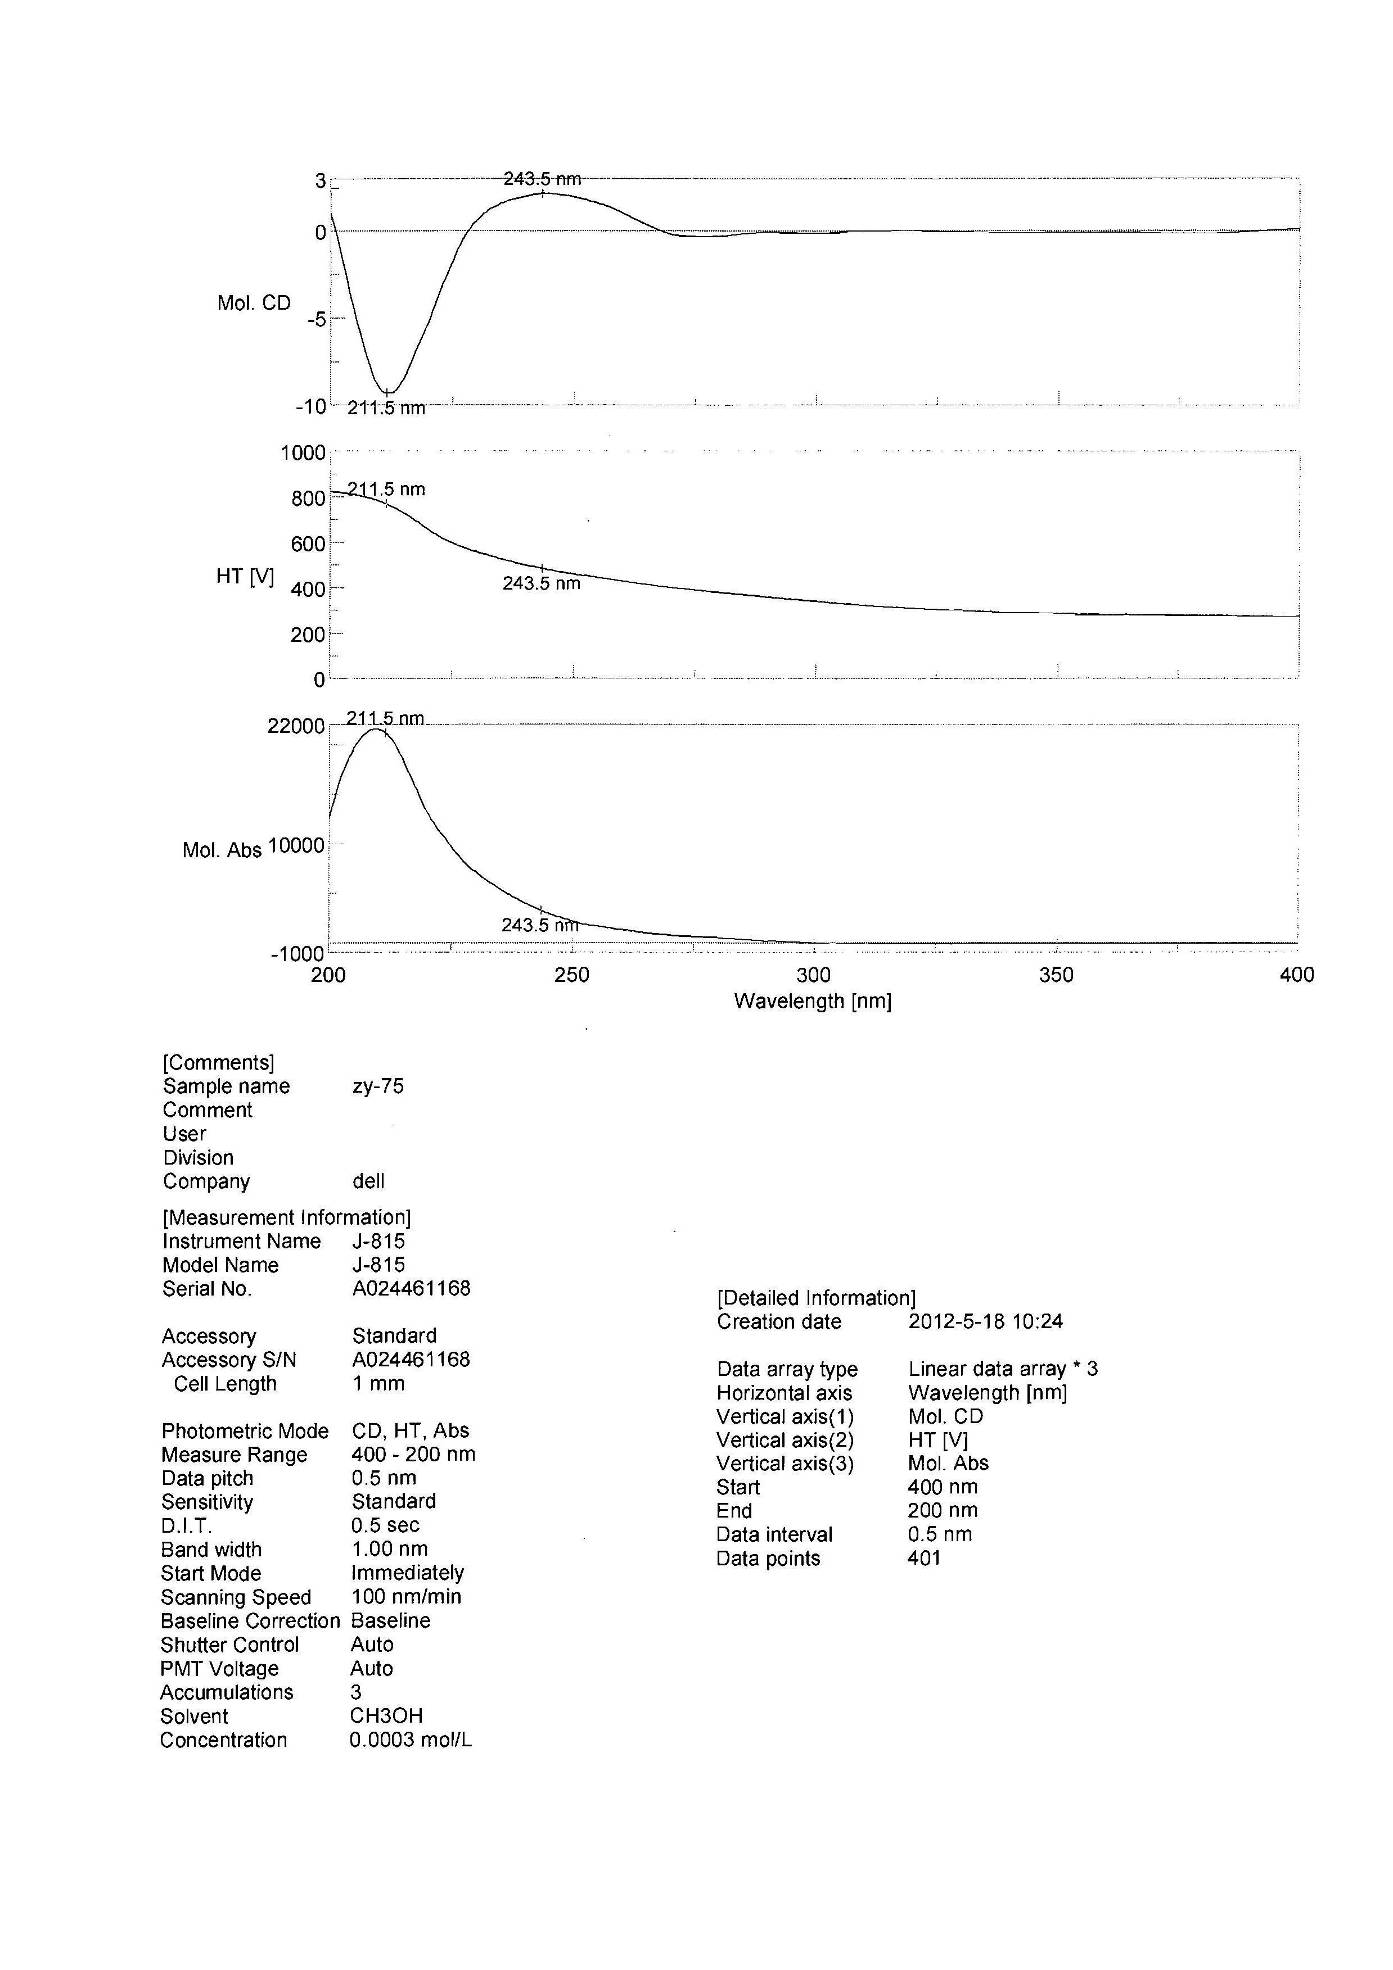 243.5 nm
3
0
Mol. CD
-5
-10
211.5 nm
1000
211.5 nm
800
600
HT [V]
243.5 nm
400
200
0
211.5 nm
22000
Mol. Abs
10000
243.5 nm
-1000
200 250 300 350 400
Wavelength [nm]
[Comments]
Sample name zy-75
Comment
User
Division
Company dell
[Measurement Information]
Instrument Name J-815
Model Name J-815
Serial No. A024461168
Accessory Standard
Accessory S/N A024461168
Cell Length 1 mm
Photometric Mode CD, HT, Abs
Measure Range 400 - 200 nm
Data pitch 0.5 nm
Sensitivity Standard
D.I.T. 0.5 sec
Band width 1.00 nm
Start Mode Immediately
Scanning Speed 100 nm/min
Baseline Correction Baseline
Shutter Control Auto
PMT Voltage Auto
Accumulations 3
Solvent CH3OH
Concentration 0.0003 mol/L
[Detailed Information]
Creation date 2012-5-18 10:24
Data array type Linear data array * 3
Horizontal axis Wavelength [nm]
Vertical axis(1) Mol. CD
Vertical axis(2) HT [V]
Vertical axis(3) Mol. Abs
Start 400 nm
End 200 nm
Data interval 0.5 nm
Data points 401